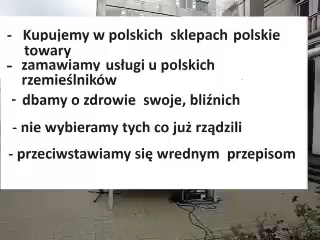 - Kupujemy w polskich sklepach polskie
towary
- zamawiamy usługi u polskich
rzemieślników
- dbamy o zdrowie swoje, bliźnich
- nie wybieramy tych co już rządzili
- przeciwstawiamy się wrednym przepisom